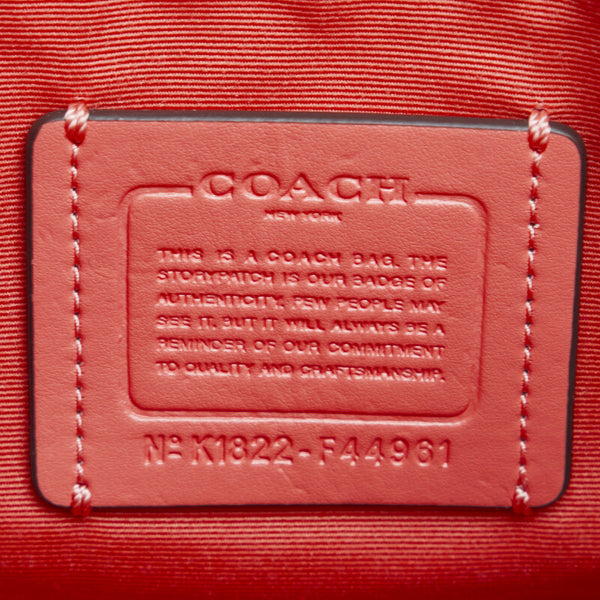 COACH
NEW YORK
THIS IS A COACH BAG. THE
STORYPATCH IS OUR BADGE OF
AUTHENTICITY. FEW PEOPLE MAY
SEE IT. BUT IT WILL ALWAYS BE A
REMINDER OF OUR COMMITMENT
TO QUALITY AND CRAFTSMANSHIP.
Nº K1822-F44961